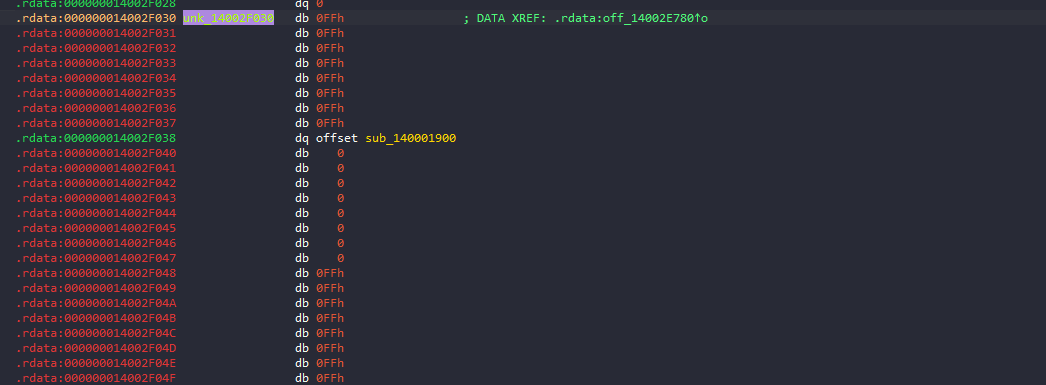 .rdata:000000014002F028 dq 0
.rdata:000000014002F030 unk_14002F030 db 0FFh ; DATA XREF: .rdata:off_14002E780↑o
.rdata:000000014002F031 db 0FFh
.rdata:000000014002F032 db 0FFh
.rdata:000000014002F033 db 0FFh
.rdata:000000014002F034 db 0FFh
.rdata:000000014002F035 db 0FFh
.rdata:000000014002F036 db 0FFh
.rdata:000000014002F037 db 0FFh
.rdata:000000014002F038 dq offset sub_140001900
.rdata:000000014002F040 db 0
.rdata:000000014002F041 db 0
.rdata:000000014002F042 db 0
.rdata:000000014002F043 db 0
.rdata:000000014002F044 db 0
.rdata:000000014002F045 db 0
.rdata:000000014002F046 db 0
.rdata:000000014002F047 db 0
.rdata:000000014002F048 db 0FFh
.rdata:000000014002F049 db 0FFh
.rdata:000000014002F04A db 0FFh
.rdata:000000014002F04B db 0FFh
.rdata:000000014002F04C db 0FFh
.rdata:000000014002F04D db 0FFh
.rdata:000000014002F04E db 0FFh
.rdata:000000014002F04F db 0FFh